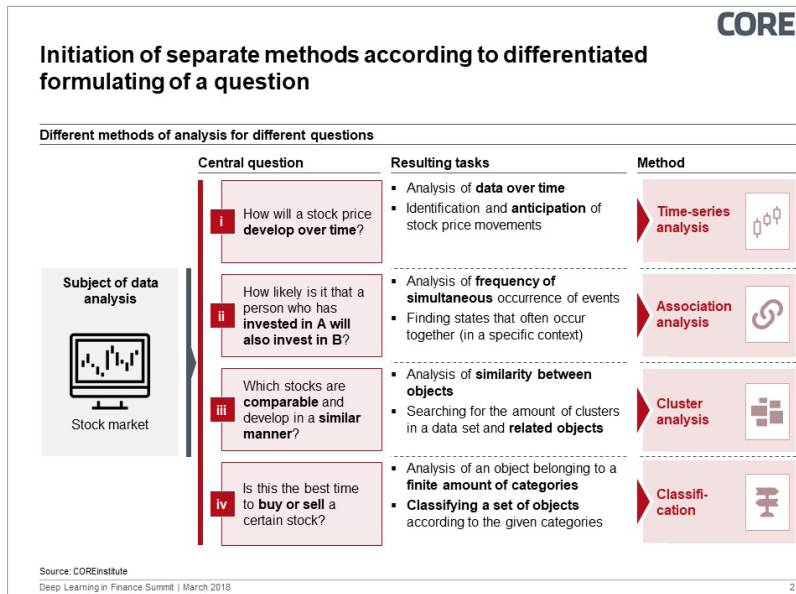 CORE
Initiation of separate methods according to differentiated
formulating of a question
Different methods of analysis for different questions
Central question
Resulting tasks
Method
Subject of data
analysis
Stock market
i
How will a stock price
develop over time?
▪ Analysis of data over time
▪ Identification and anticipation of
stock price movements
Time-series
analysis
ii
How likely is it that a
person who has
invested in A will
also invest in B?
▪ Analysis of frequency of
simultaneous occurrence of events
▪ Finding states that often occur
together (in a specific context)
Association
analysis
iii
Which stocks are
comparable and
develop in a similar
manner?
▪ Analysis of similarity between
objects
▪ Searching for the amount of clusters
in a data set and related objects
Cluster
analysis
iv
Is this the best time
to buy or sell a
certain stock?
▪ Analysis of an object belonging to a
finite amount of categories
▪ Classifying a set of objects
according to the given categories
Classifi-
cation
Source: COREinstitute
Deep Learning in Finance Summit | March 2018
2